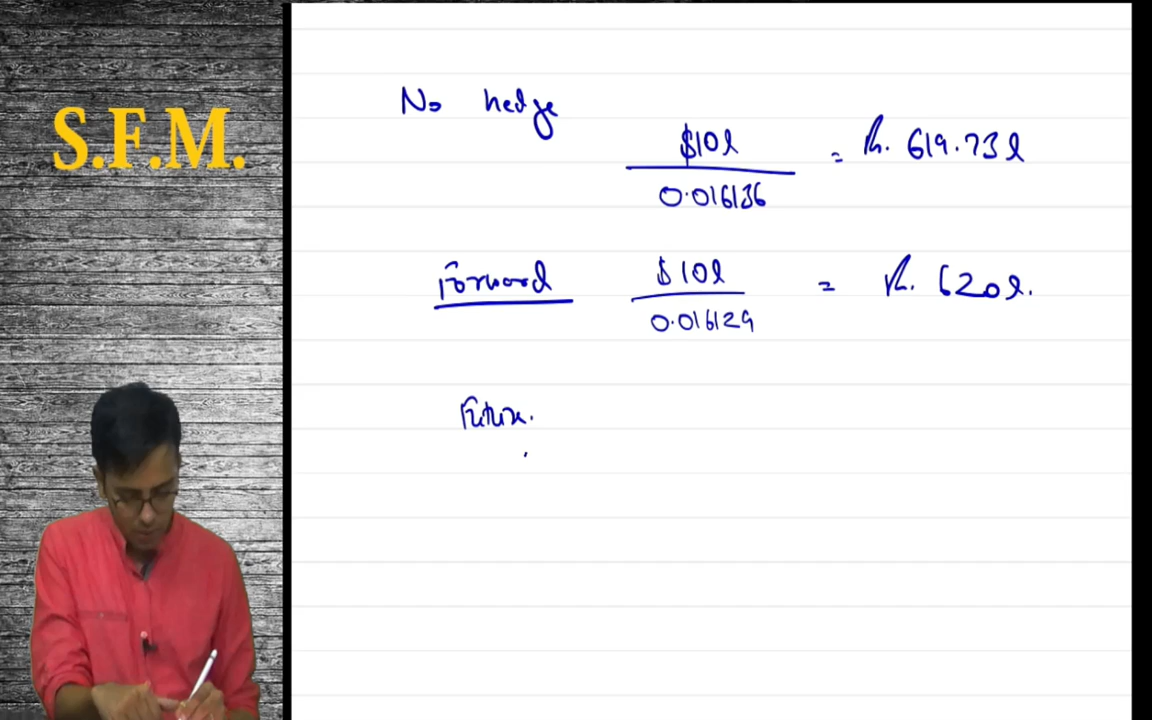 S.F.M.
No hedge
$10l
0.016136
= Rs. 619.73l
Forward
$10l
0.016129
= Rs. 620l.
Future.